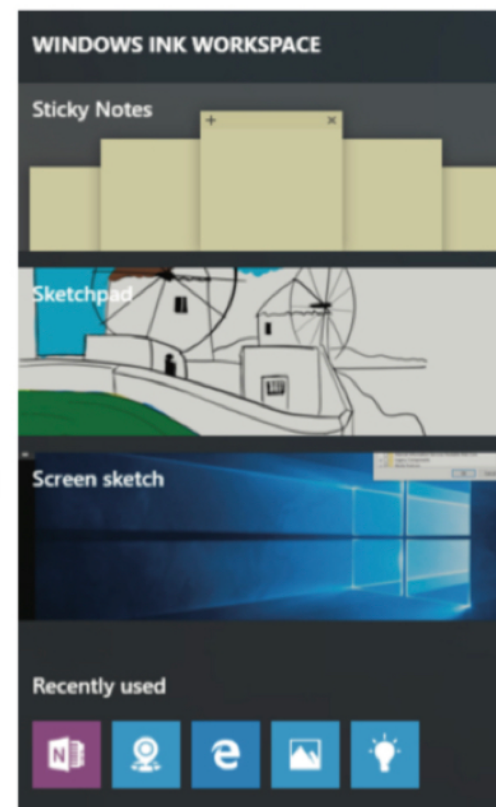 WINDOWS INK WORKSPACE
Sticky Notes
Sketchpad
Screen sketch
Recently used
N